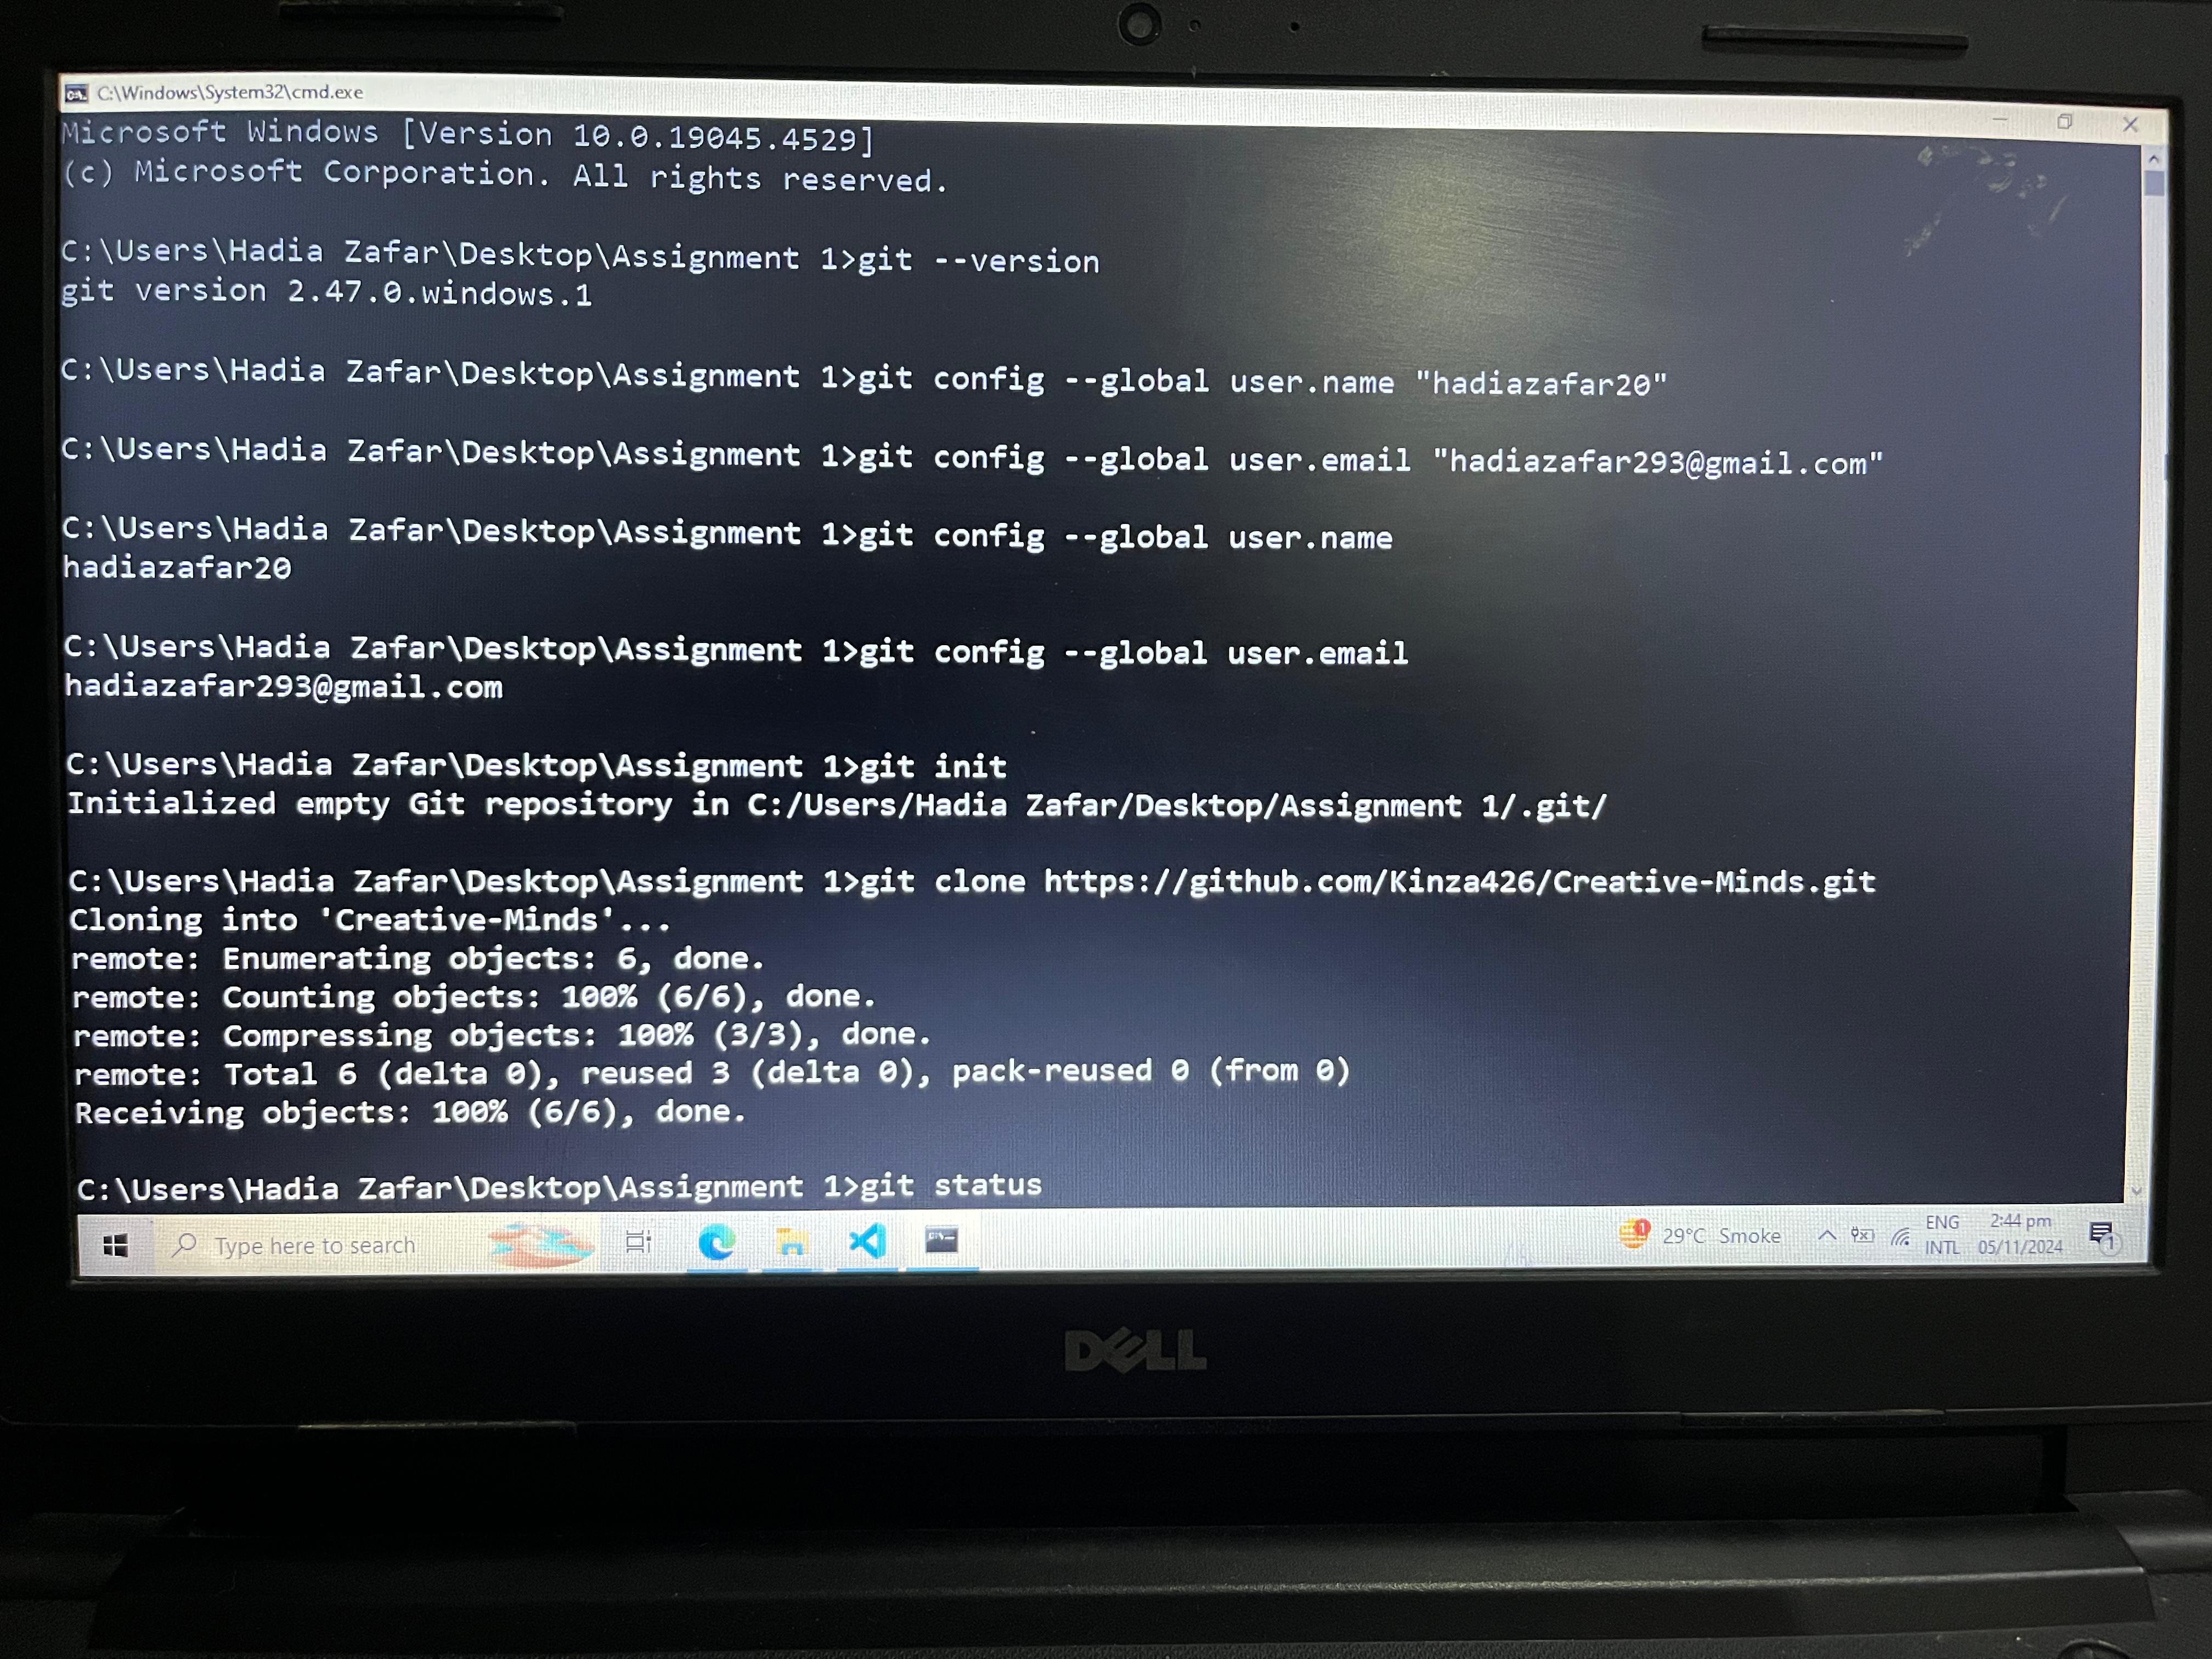 C:\Windows\System32\cmd.exe
Microsoft Windows [Version 10.0.19045.4529]
(c) Microsoft Corporation. All rights reserved.
C:\Users\Hadia Zafar\Desktop\Assignment 1>git --version
git version 2.47.0.windows.1
C:\Users\Hadia Zafar\Desktop\Assignment 1>git config --global user.name "hadiazafar20"
C:\Users\Hadia Zafar\Desktop\Assignment 1>git config --global user.email "hadiazafar293@gmail.com"
C:\Users\Hadia Zafar\Desktop\Assignment 1>git config --global user.name
hadiazafar20
C:\Users\Hadia Zafar\Desktop\Assignment 1>git config --global user.email
hadiazafar293@gmail.com
C:\Users\Hadia Zafar\Desktop\Assignment 1>git init
Initialized empty Git repository in C:/Users/Hadia Zafar/Desktop/Assignment 1/.git/
C:\Users\Hadia Zafar\Desktop\Assignment 1>git clone https://github.com/Kinza426/Creative-Minds.git
Cloning into 'Creative-Minds'...
remote: Enumerating objects: 6, done.
remote: Counting objects: 100% (6/6), done.
remote: Compressing objects: 100% (3/3), done.
remote: Total 6 (delta 0), reused 3 (delta 0), pack-reused 0 (from 0)
Receiving objects: 100% (6/6), done.
C:\Users\Hadia Zafar\Desktop\Assignment 1>git status
Type here to search
1
29°C Smoke
ENG
INTL
2:44 pm
05/11/2024
1
DELL